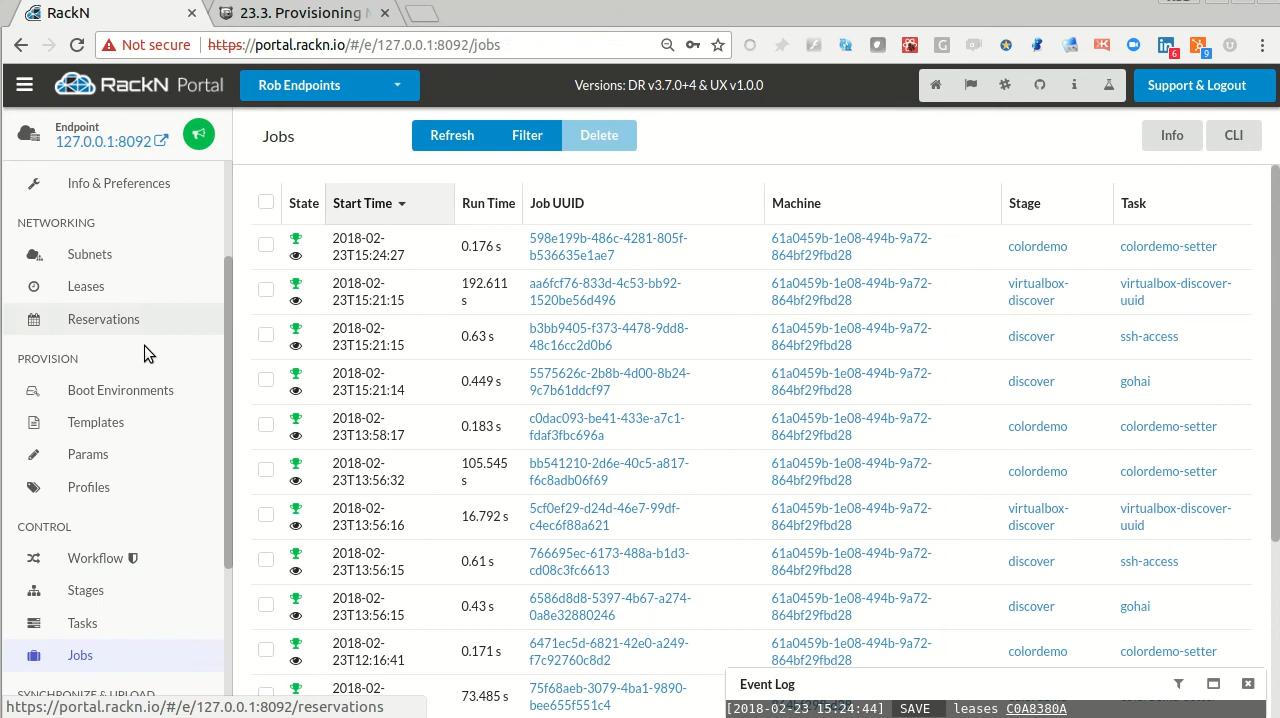 RackN
23.3. Provisioning
Not secure
https://portal.rackn.io/#/e/127.0.0.1:8092/jobs
6
9
RackN Portal
Rob Endpoints
Versions: DR v3.7.0+4 & UX v1.0.0
Support & Logout
Endpoint
127.0.0.1:8092
Jobs
Refresh
Filter
Delete
Info
CLI
Info & Preferences
NETWORKING
Subnets
Leases
Reservations
PROVISION
Boot Environments
Templates
Params
Profiles
CONTROL
Workflow
Stages
Tasks
Jobs
SYNCHRONIZE & UPLOAD
https://portal.rackn.io/#/e/127.0.0.1:8092/reservations
State Start Time Run Time Job UUID Machine Stage Task
2018-02- 0.176 s 598e199b-486c-4281-805f- 61a0459b-1e08-494b-9a72- colordemo colordemo-setter
23T15:24:27 b536635e1ae7 864bf29fbd28
2018-02- 192.611 aa6fcf76-833d-4c53-bb92- 61a0459b-1e08-494b-9a72- virtualbox- virtualbox-discover-
23T15:21:15 s 1520be56d496 864bf29fbd28 discover uuid
2018-02- 0.63 s b3bb9405-f373-4478-9dd8- 61a0459b-1e08-494b-9a72- discover ssh-access
23T15:21:15 48c16cc2d0b6 864bf29fbd28
2018-02- 0.449 s 5575626c-2b8b-4d00-8b24- 61a0459b-1e08-494b-9a72- discover gohai
23T15:21:14 9c7b61ddcf97 864bf29fbd28
2018-02- 0.183 s c0dac093-be41-433e-a7c1- 61a0459b-1e08-494b-9a72- colordemo colordemo-setter
23T13:58:17 fdaf3fbc696a 864bf29fbd28
2018-02- 105.545 bb541210-2d6e-40c5-a817- 61a0459b-1e08-494b-9a72- colordemo colordemo-setter
23T13:56:32 s f6c8adb06f69 864bf29fbd28
2018-02- 16.792 s 5cf0ef29-d24d-46e7-99df- 61a0459b-1e08-494b-9a72- virtualbox- virtualbox-discover-
23T13:56:16 c4ec6f88a621 864bf29fbd28 discover uuid
2018-02- 0.61 s 766695ec-6173-488a-b1d3- 61a0459b-1e08-494b-9a72- discover ssh-access
23T13:56:15 cd08c3fc6613 864bf29fbd28
2018-02- 0.43 s 6586d8d8-5397-4b67-a274- 61a0459b-1e08-494b-9a72- discover gohai
23T13:56:15 0a8e32880246 864bf29fbd28
2018-02- 0.171 s 6471ec5d-6821-42e0-a249- 61a0459b-1e08-494b-9a72- colordemo colordemo-setter
23T12:16:41 f7c92760c8d2 864bf29fbd28
2018-02- 73.485 s 75f68aeb-3079-4ba1-9890-
23T12:16:41 bee655f551c4
Event Log
[2018-02-23 15:24:44] SAVE leases C0A8380A